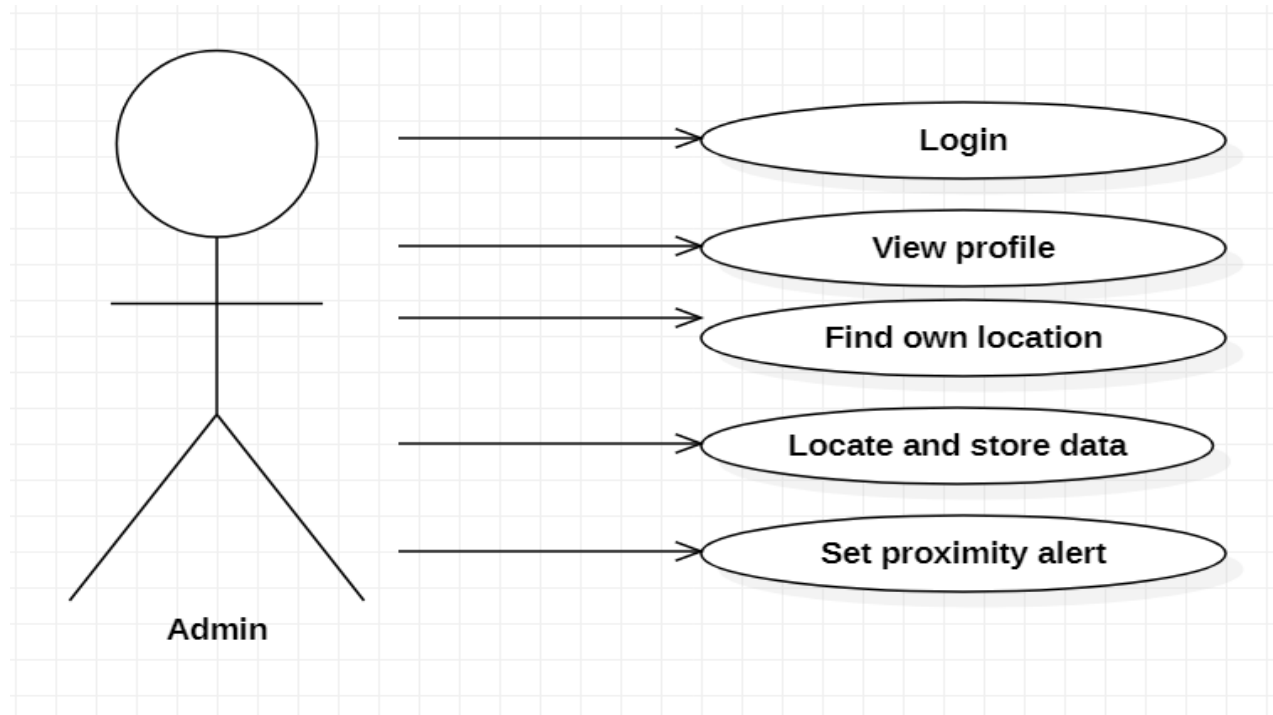 Login
View profile
Find own location
Locate and store data
Set proximity alert
Admin